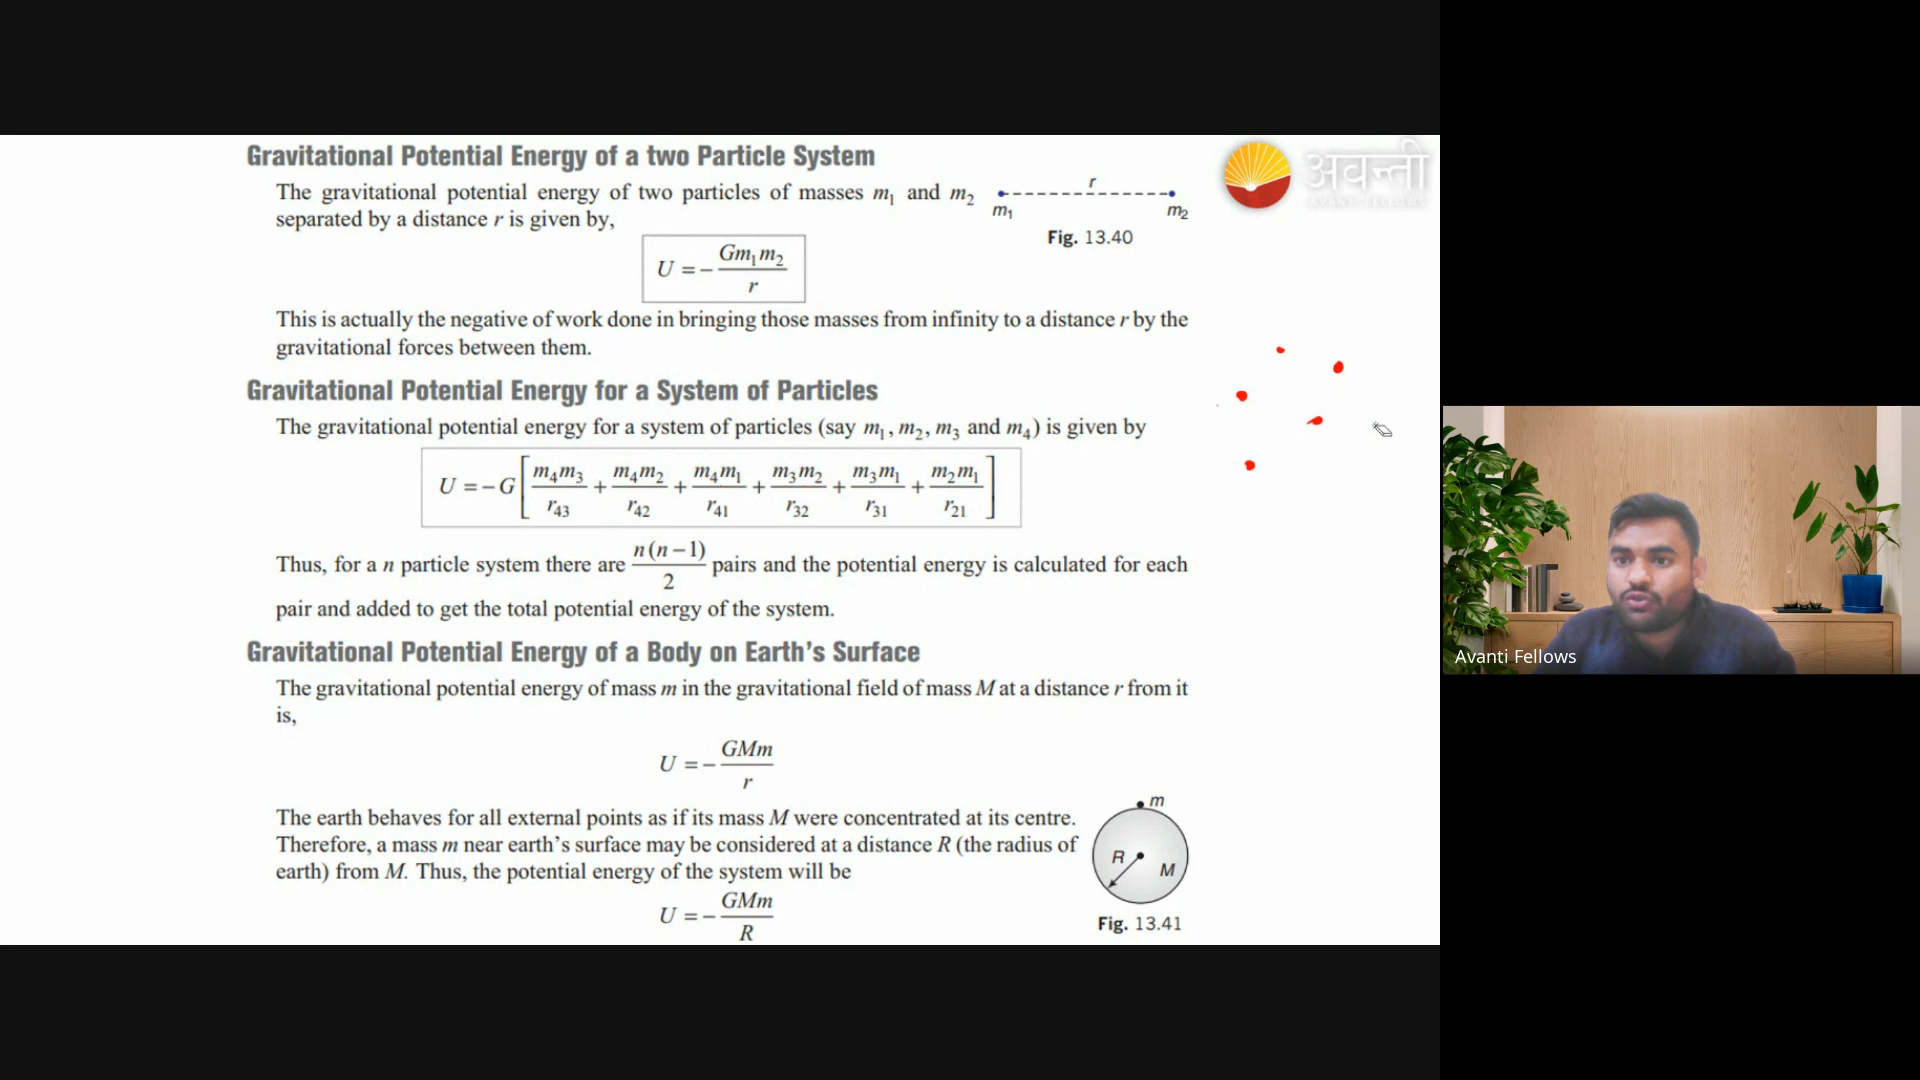 Gravitational Potential Energy of a two Particle System
अवन्ती
AVANTI FELLOWS
The gravitational potential energy of two particles of masses m₁ and m₂
separated by a distance r is given by,
r
m₁ m₂
Fig. 13.40
U = − Gm₁m₂ / r
This is actually the negative of work done in bringing those masses from infinity to a distance r by the
gravitational forces between them.
Gravitational Potential Energy for a System of Particles
The gravitational potential energy for a system of particles (say m₁, m₂, m₃ and m₄) is given by
U = −G [ m₄m₃ / r₄₃ + m₄m₂ / r₄₂ + m₄m₁ / r₄₁ + m₃m₂ / r₃₂ + m₃m₁ / r₃₁ + m₂m₁ / r₂₁ ]
Thus, for a n particle system there are n(n−1) / 2 pairs and the potential energy is calculated for each
pair and added to get the total potential energy of the system.
Gravitational Potential Energy of a Body on Earth's Surface
The gravitational potential energy of mass m in the gravitational field of mass M at a distance r from it
is,
U = − GMm / r
The earth behaves for all external points as if its mass M were concentrated at its centre.
Therefore, a mass m near earth's surface may be considered at a distance R (the radius of
earth) from M. Thus, the potential energy of the system will be
U = − GMm / R
m
R M
Fig. 13.41
Avanti Fellows